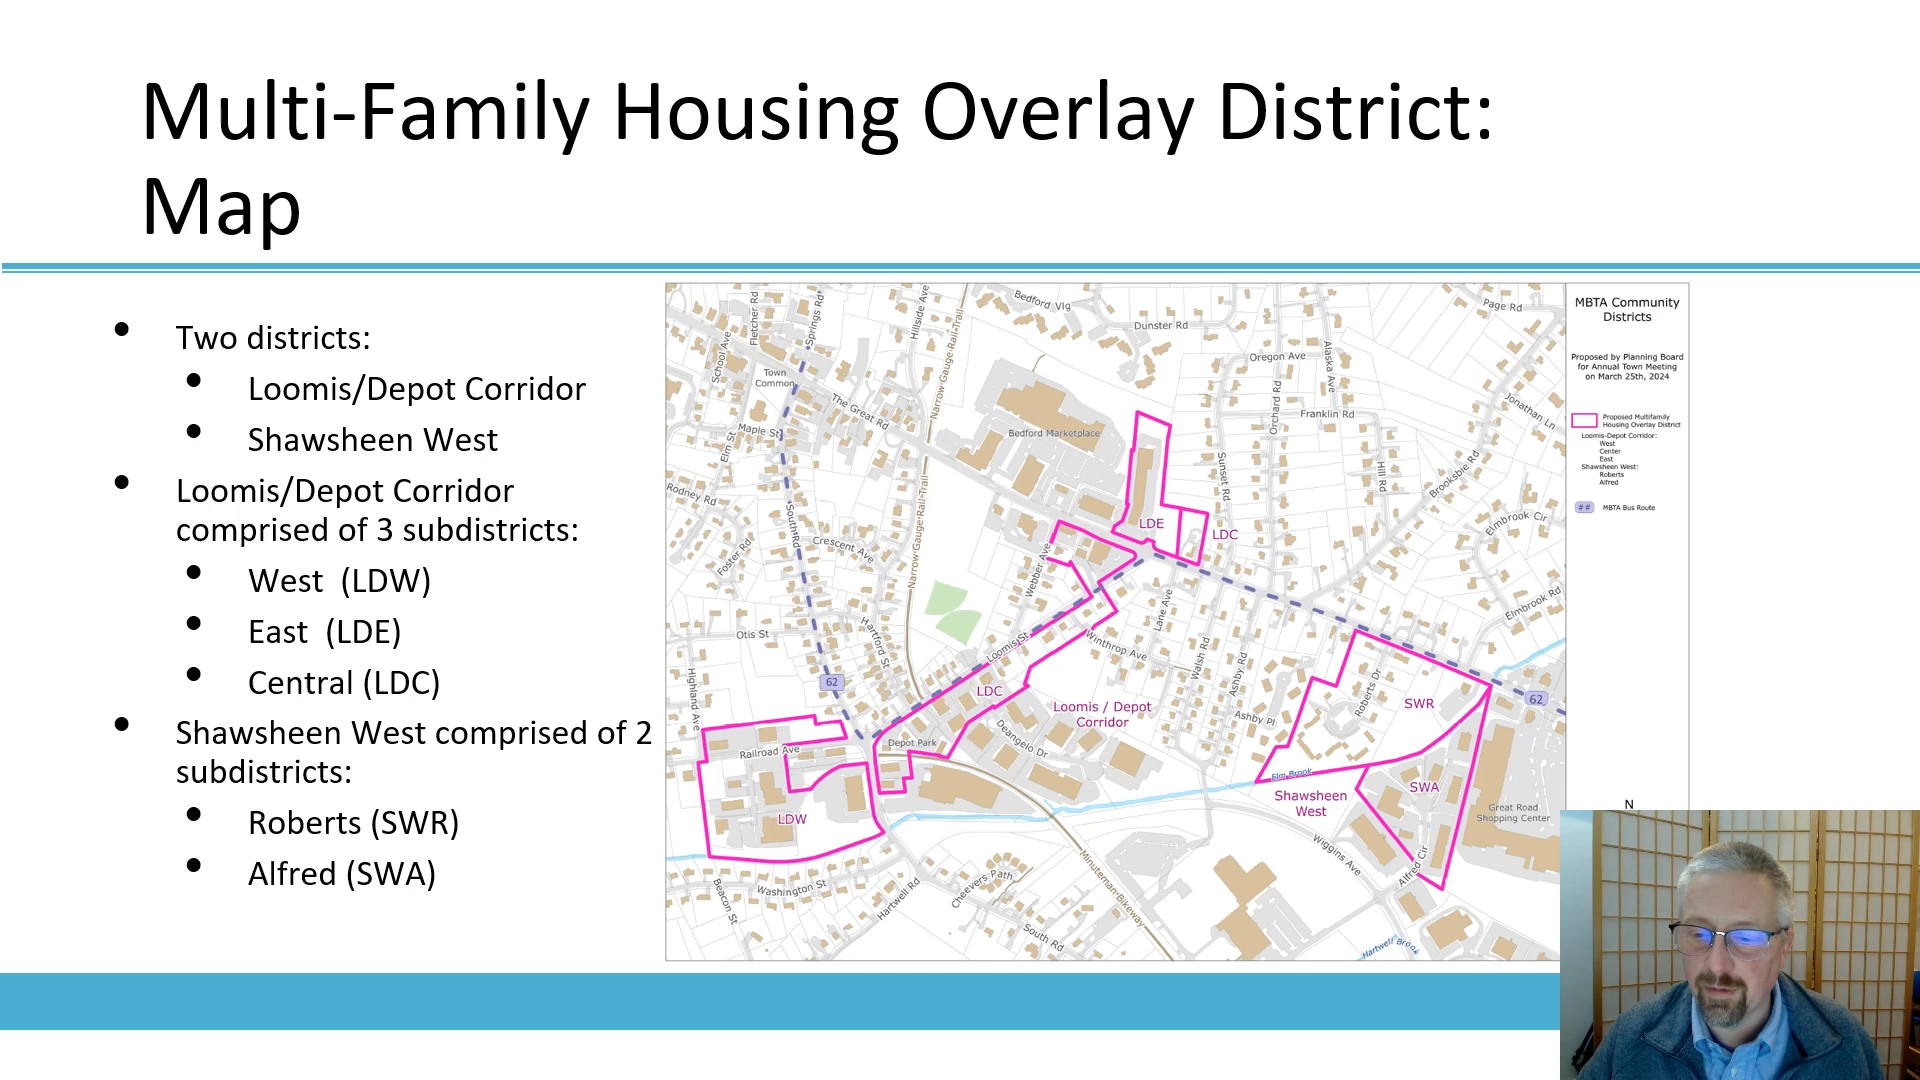 Multi-Family Housing Overlay District:
Map
• Two districts:
• Loomis/Depot Corridor
• Shawsheen West
• Loomis/Depot Corridor
comprised of 3 subdistricts:
• West (LDW)
• East (LDE)
• Central (LDC)
• Shawsheen West comprised of 2
subdistricts:
• Roberts (SWR)
• Alfred (SWA)
School Ave
Fletcher Rd
Springs Rd
Hillside Ave
Narrow-Gauge-Rail-Trail
Bedford Vlg
Dunster Rd
Page Rd
Town
Common
The Great Rd
Maple St
Elm St
Rodney Rd
Bedford Marketplace
Oregon Ave
Alaska Ave
Orchard Rd
Franklin Rd
Jonathan Ln
Sunset Rd
Hill Rd
Brooksbie Rd
Elmbrook Cir
Elmbrook Rd
South Rd
Foster Rd
Crescent Ave
Narrow-Gauge-Rail-Trail
Webber Ave
LDE
LDC
Lane Ave
Otis St
Hartford St
Loomis St
Winthrop Ave
Walsh Rd
Ashby Rd
Ashby Pl
Highland Ave
62
LDC
Loomis / Depot
Corridor
Roberts Dr
SWR
62
Railroad Ave
Depot Park
Deangelo Dr
Elm Brook
LDW
Shawsheen
West
SWA
Great Road
Shopping Center
Wiggins Ave
Alfred Cir
Beacon St
Washington St
Hartwell Rd
Cheevers Path
South Rd
Minuteman-Bikeway
Hartwell Brook
MBTA Community
Districts
Proposed by Planning Board
for Annual Town Meeting
on March 25th, 2024
Proposed Multifamily
Housing Overlay District
Loomis-Depot Corridor:
West
Center
East
Shawsheen West:
Roberts
Alfred
## MBTA Bus Route
N